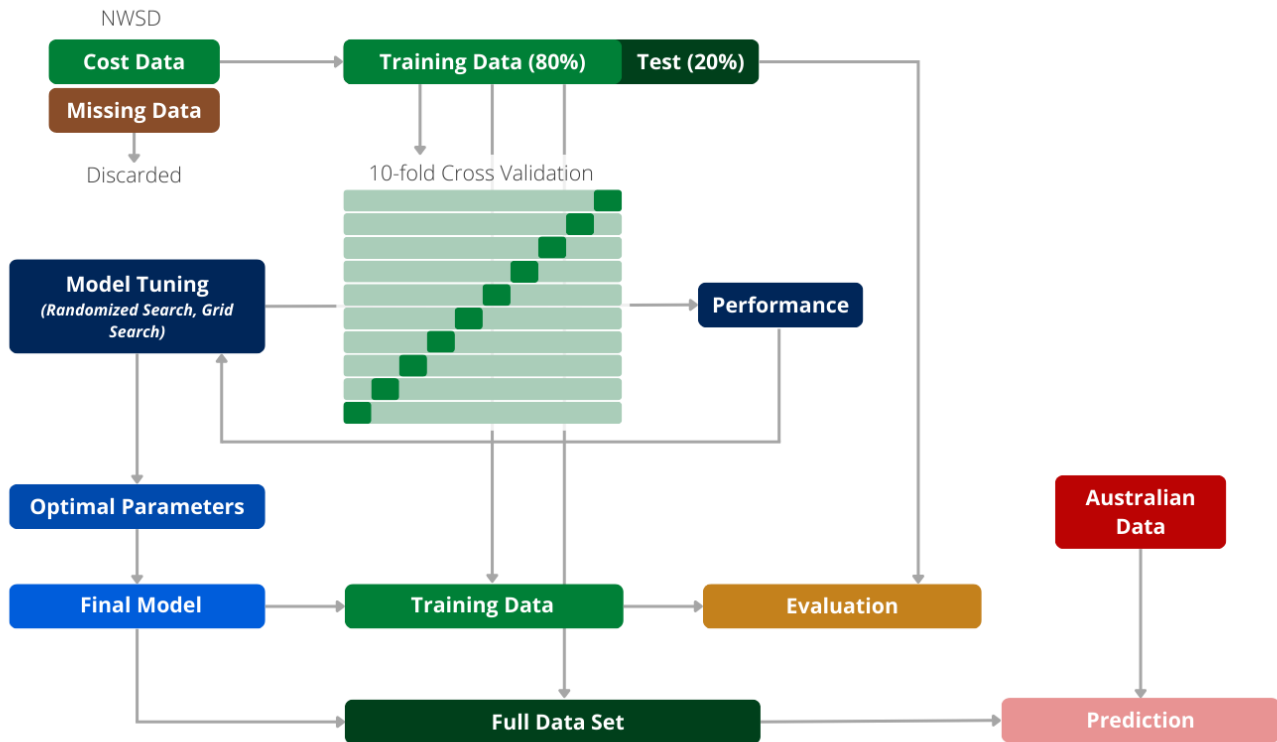 NWSD
Cost Data
Training Data (80%)
Test (20%)
Missing Data
Discarded
10-fold Cross Validation
Model Tuning
(Randomized Search, Grid
Search)
Performance
Optimal Parameters
Australian
Data
Final Model
Training Data
Evaluation
Full Data Set
Prediction